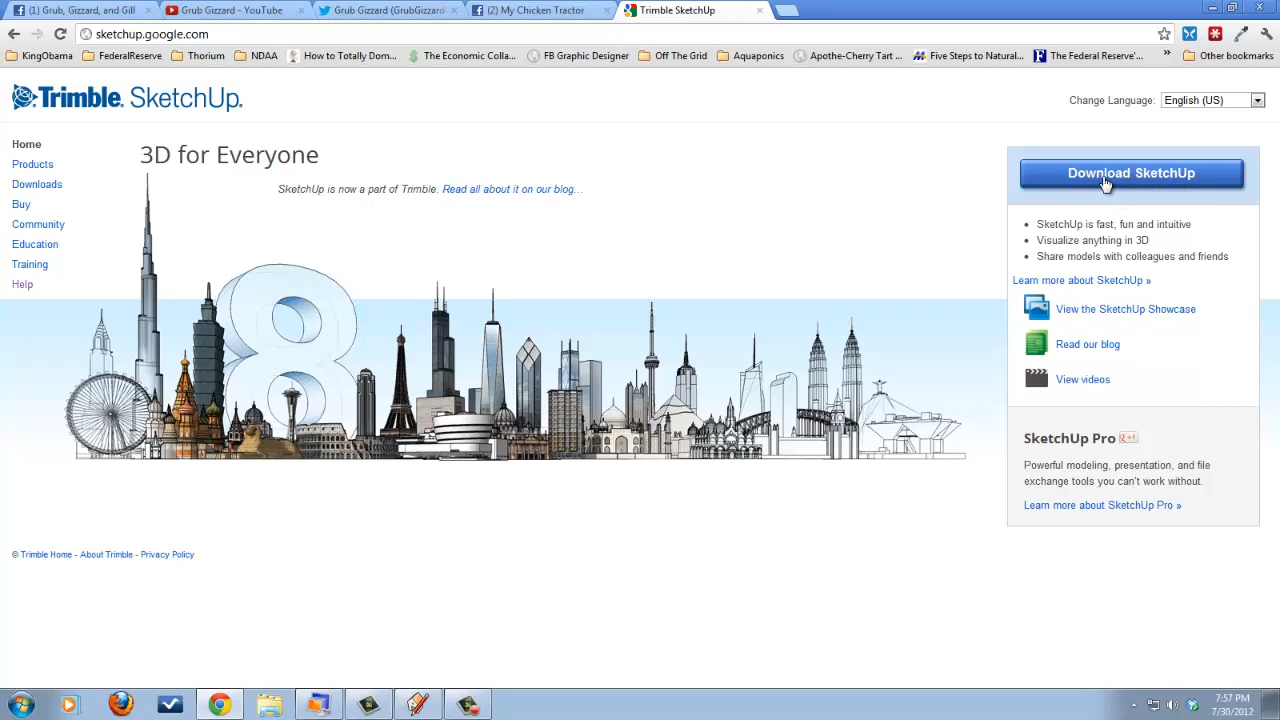 (1) Grub, Gizzard, and Gill
Grub Gizzard - YouTube
Grub Gizzard (GrubGizzard
(2) My Chicken Tractor
Trimble SketchUp
sketchup.google.com
KingObama
FederalReserve
Thorium
NDAA
How to Totally Dom...
The Economic Colla...
FB Graphic Designer
Off The Grid
Aquaponics
Apothe-Cherry Tart ...
Five Steps to Natural...
The Federal Reserve'...
»
Other bookmarks
Trimble. SketchUp.
Change Language: English (US)
Home
Products
Downloads
Buy
Community
Education
Training
Help
3D for Everyone
SketchUp is now a part of Trimble. Read all about it on our blog...
8
Download SketchUp
• SketchUp is fast, fun and intuitive
• Visualize anything in 3D
• Share models with colleagues and friends
Learn more about SketchUp »
View the SketchUp Showcase
Read our blog
View videos
SketchUp Pro +1
Powerful modeling, presentation, and file
exchange tools you can't work without.
Learn more about SketchUp Pro »
© Trimble Home - About Trimble - Privacy Policy
7:57 PM
7/30/2012